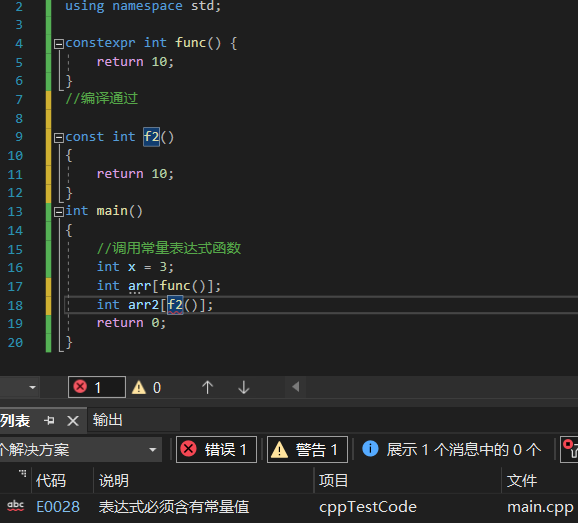 2 using namespace std;
3
4 constexpr int func() {
5 return 10;
6 }
7 //编译通过
8
9 const int f2()
10 {
11 return 10;
12 }
13 int main()
14 {
15 //调用常量表达式函数
16 int x = 3;
17 int arr[func()];
18 int arr2[f2()];
19 return 0;
20 }
1 0
列表 输出
个解决方案 错误 1 警告 1 展示 1 个消息中的 0 个
代码 说明 项目 文件
abc E0028 表达式必须含有常量值 cppTestCode main.cpp